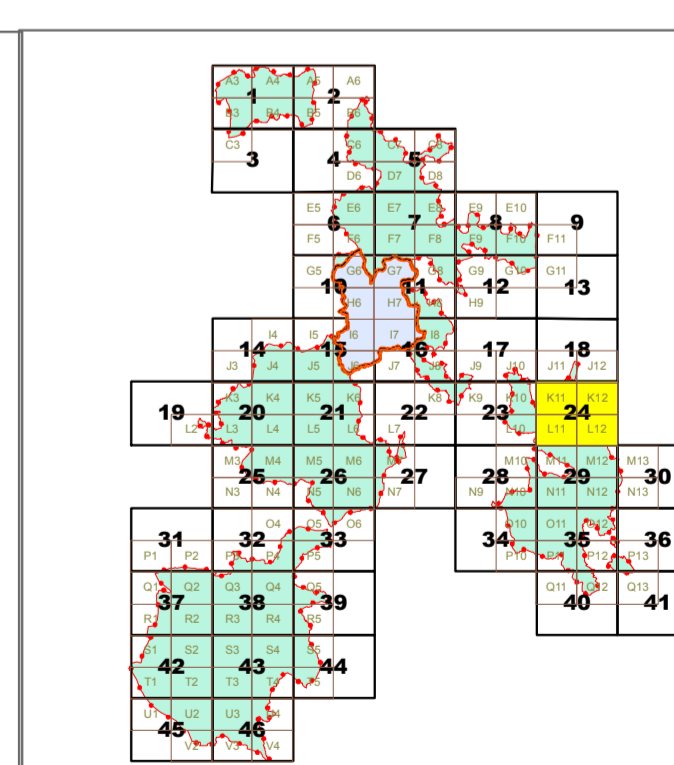 A3 A4 A5 A6
1 2
B3 B4 B5 B6
C3 C6 C7 C8
3 4 5
D6 D7 D8
E5 E6 E7 E8 E9 E10
6 7 8 9
F5 F6 F7 F8 F9 F10 F11
G5 G6 G7 G8 G9 G10 G11
10 11 12 13
H6 H7 H8 H9
I4 I5 I6 I7 I8
14 15 16 17 18
J3 J4 J5 J6 J7 J8 J9 J10 J11 J12
K3 K4 K5 K6 K8 K9 K10 K11 K12
19 20 21 22 23 24
L2 L3 L4 L5 L6 L7 L10 L11 L12
M3 M4 M5 M6 M10 M11 M12 M13
25 26 27 28 29 30
N3 N4 N5 N6 N7 N9 N10 N11 N12 N13
O4 O5 O6 O10 O11 O12
31 32 33 34 35 36
P1 P2 P3 P4 P5 P10 P11 P12 P13
Q1 Q2 Q3 Q4 Q5 Q11 Q12 Q13
37 38 39 40 41
R1 R2 R3 R4 R5
S1 S2 S3 S4 S5
42 43 44
T1 T2 T3 T4 T5
U1 U2 U3 U4
45 46
V2 V3 V4